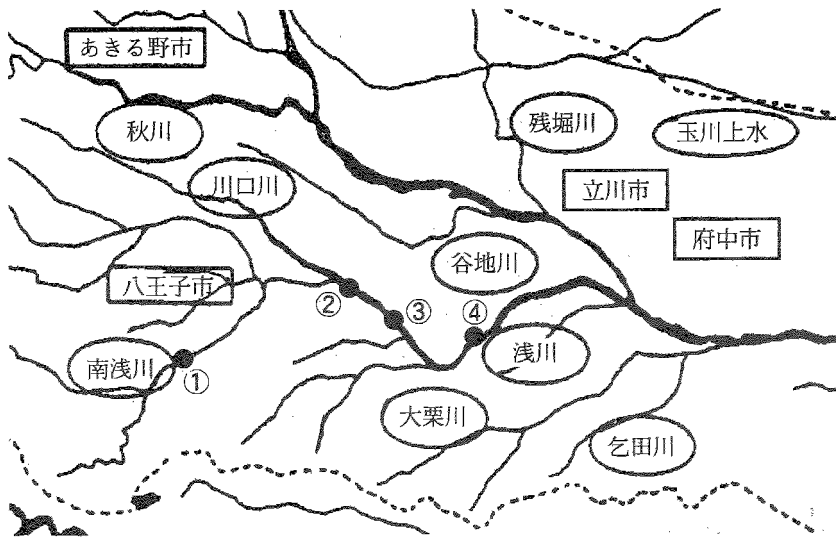 あきる野市
秋川
残堀川
玉川上水
川口川
立川市
府中市
谷地川
八王子市
②
③
④
南浅川
①
浅川
大栗川
乞田川